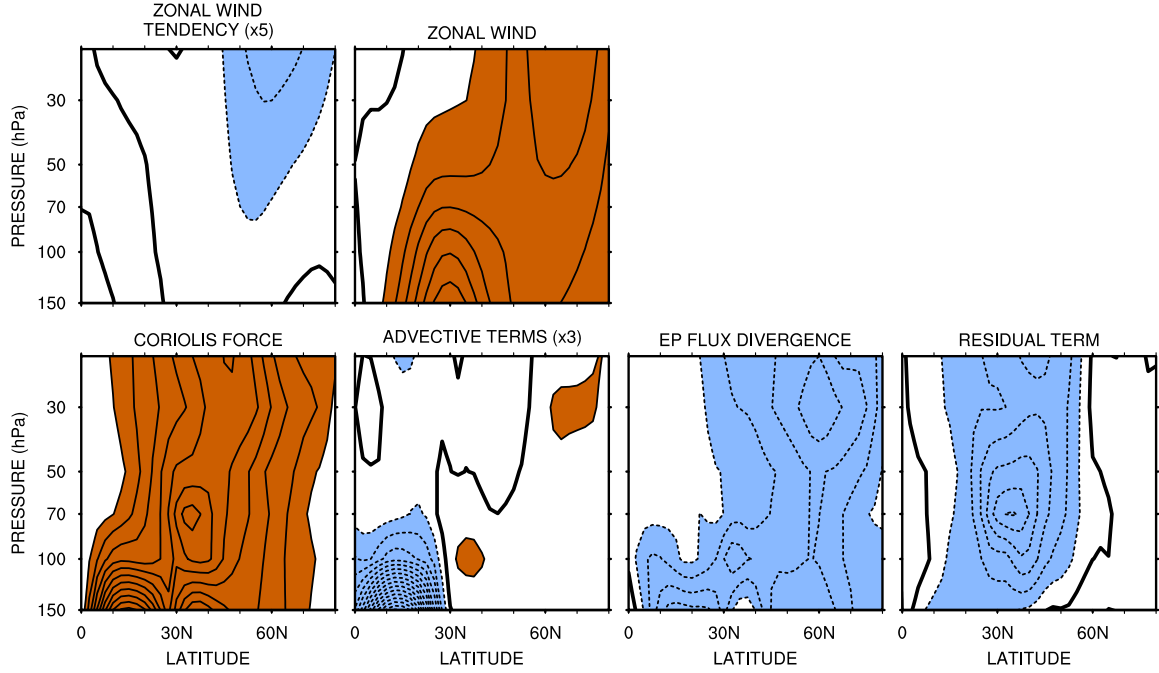 ZONAL WIND
TENDENCY (x5)
ZONAL WIND
PRESSURE (hPa)
30
50
70
100
150
CORIOLIS FORCE
ADVECTIVE TERMS (x3)
EP FLUX DIVERGENCE
RESIDUAL TERM
PRESSURE (hPa)
30
50
70
100
150
0 30N 60N
0 30N 60N
0 30N 60N
0 30N 60N
LATITUDE
LATITUDE
LATITUDE
LATITUDE